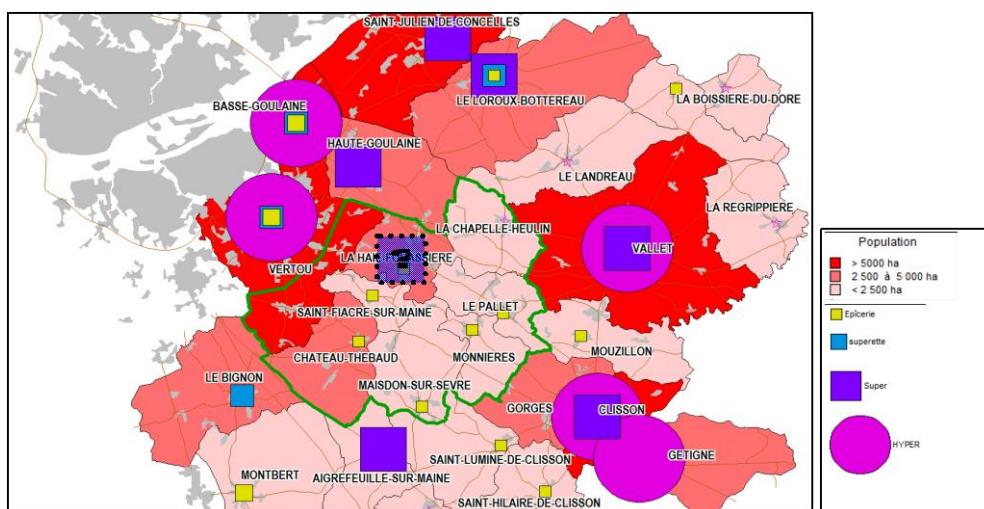 SAINT-JULIEN-DE-CONCELLES
LE LOROUX-BOTTEREAU
LA BOISSIERE-DU-DORE
BASSE-GOULAINE
HAUTE-GOULAINE
LE LANDREAU
LA REGRIPPIERE
LA CHAPELLE-HEULIN
VALLET
VERTOU
?
LA HAIE-FOUASSIERE
SAINT-FIACRE-SUR-MAINE
LE PALLET
CHATEAU-THEBAUD
MONNIERES
MOUZILLON
LE BIGNON
MAISDON-SUR-SEVRE
GORGES
CLISSON
GETIGNE
SAINT-LUMINE-DE-CLISSON
MONTBERT
AIGREFEUILLE-SUR-MAINE
SAINT-HILAIRE-DE-CLISSON
Population
> 5000 ha
2 500 à 5 000 ha
< 2 500 ha
Epicerie
superette
Super
HYPER